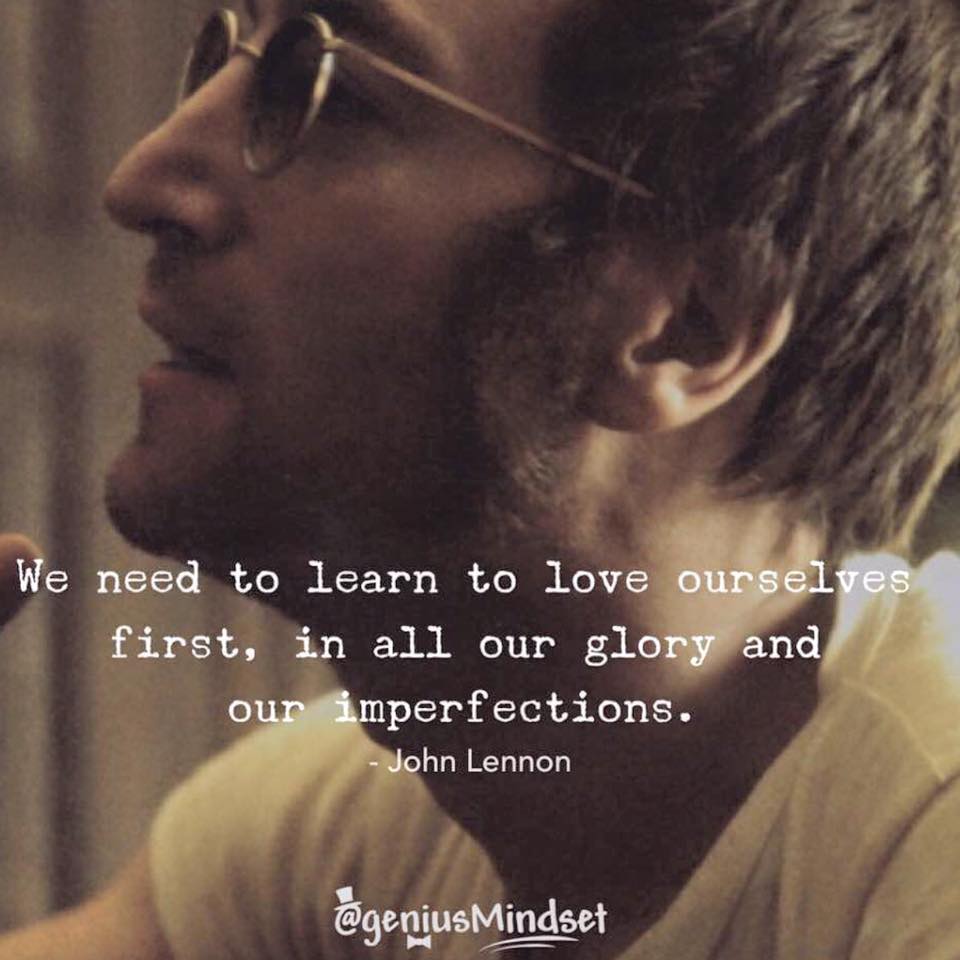 We need to learn to love ourselves
first, in all our glory and
our imperfections.
- John Lennon
@geniusMindset